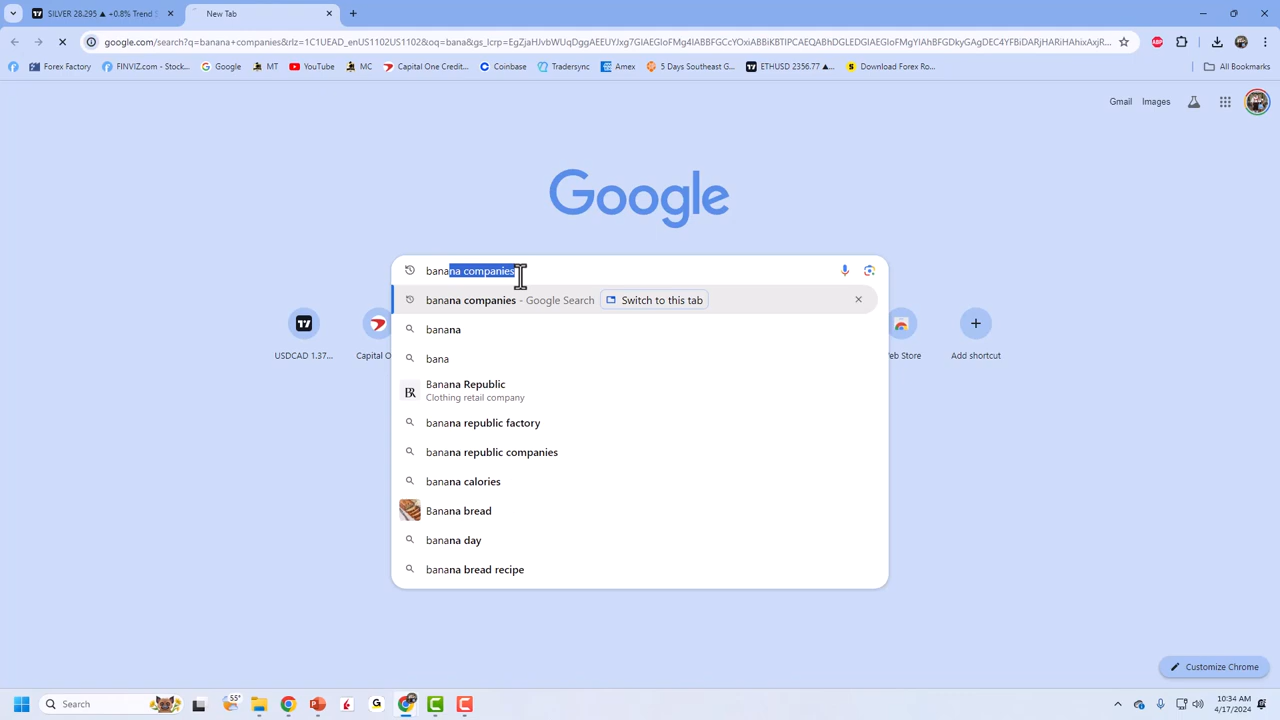 SILVER 28.295 ▲ +0.8% Trend
New Tab
google.com/search?q=banana+companies&rlz=1C1UEAD_enUS1102US1102&oq=bana&gs_lcrp=
Forex Factory
FINVIZ.com - Stock...
Google
MT
YouTube
MC
Capital One Credit...
Coinbase
Tradersync
Amex
5 Days Southeast G...
ETHUSD 2356.77 ▲...
Download Forex Ro...
All Bookmarks
Gmail
Images
Google
banana companies
banana companies - Google Search
Switch to this tab
banana
bana
Banana Republic
Clothing retail company
banana republic factory
banana republic companies
banana calories
Banana bread
banana day
banana bread recipe
USDCAD 1.37...
Capital O
eb Store
Add shortcut
Customize Chrome
Search
55°
10:34 AM
4/17/2024